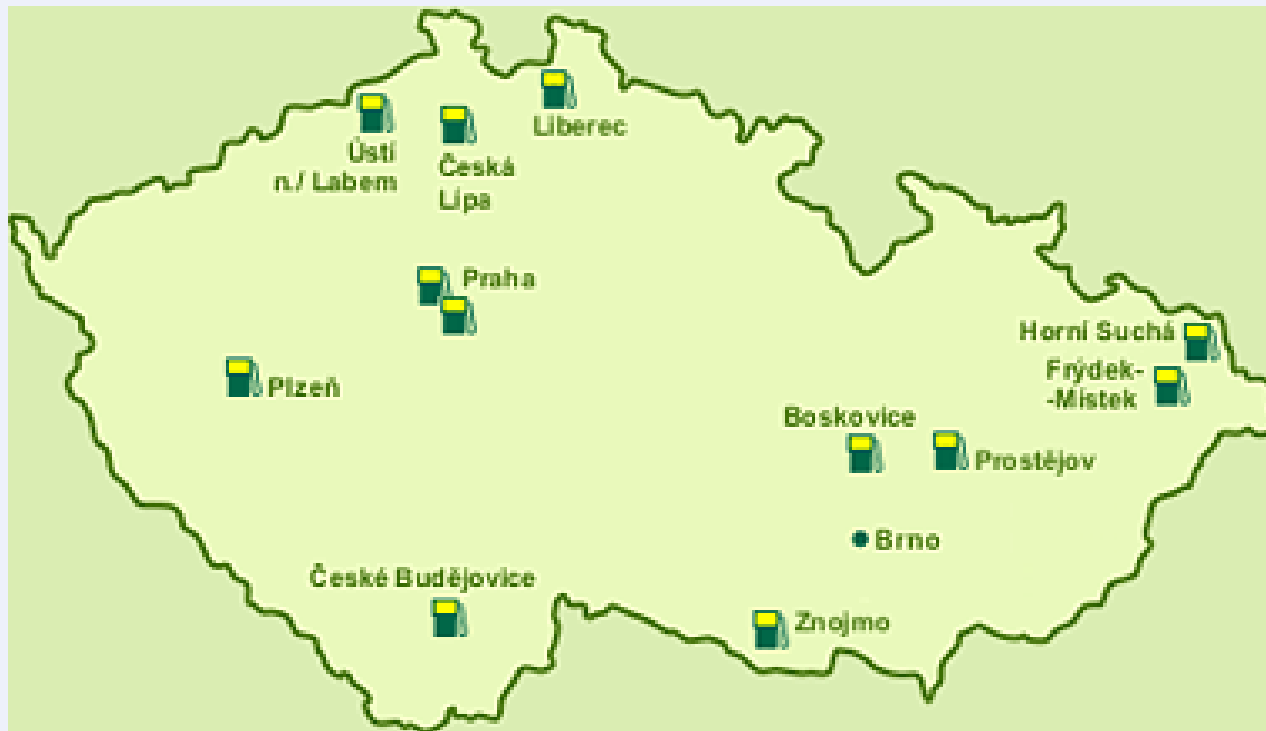 Liberec
Ústí
n./ Labem
Česká
Lípa
Praha
Horní Suchá
Frýdek-
-Místek
Plzeň
Boskovice
Prostějov
Brno
České Budějovice
Znojmo